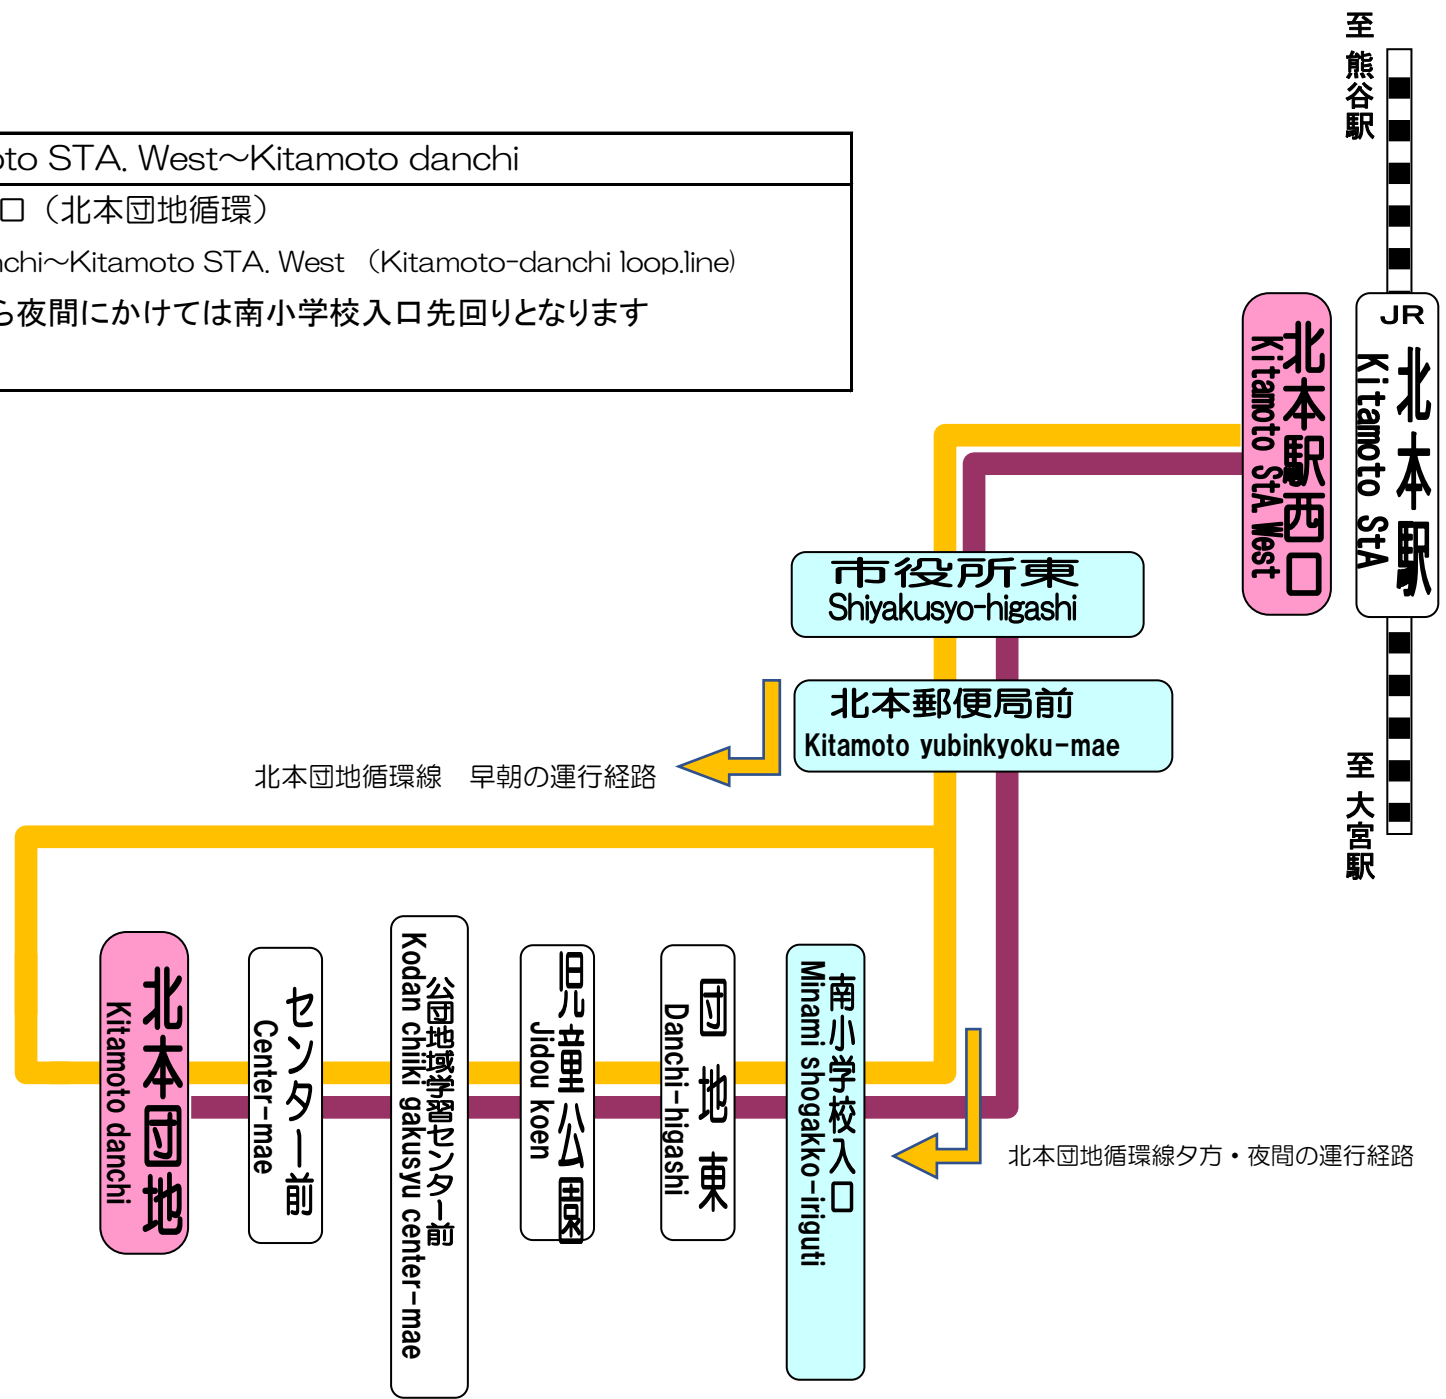 至 熊谷駅
oto STA. West～Kitamoto danchi
口（北本団地循環）
nchi～Kitamoto STA. West （Kitamoto-danchi loop.line)
ら夜間にかけては南小学校入口先回りとなります
北本駅西口
Kitamoto StA West
JR
北本駅
Kitamoto StA
市役所東
Shiyakusyo-higashi
北本郵便局前
Kitamoto yubinkyoku-mae
北本団地循環線　早朝の運行経路
至 大宮駅
北本団地
Kitamoto danchi
センター前
Center-mae
公団地域学習センター前
Kodan chiiki gakusyu center-mae
児童公園
Jidou koen
団地東
Danchi-higashi
南小学校入口
Minami shogakko-iriguti
北本団地循環線夕方・夜間の運行経路